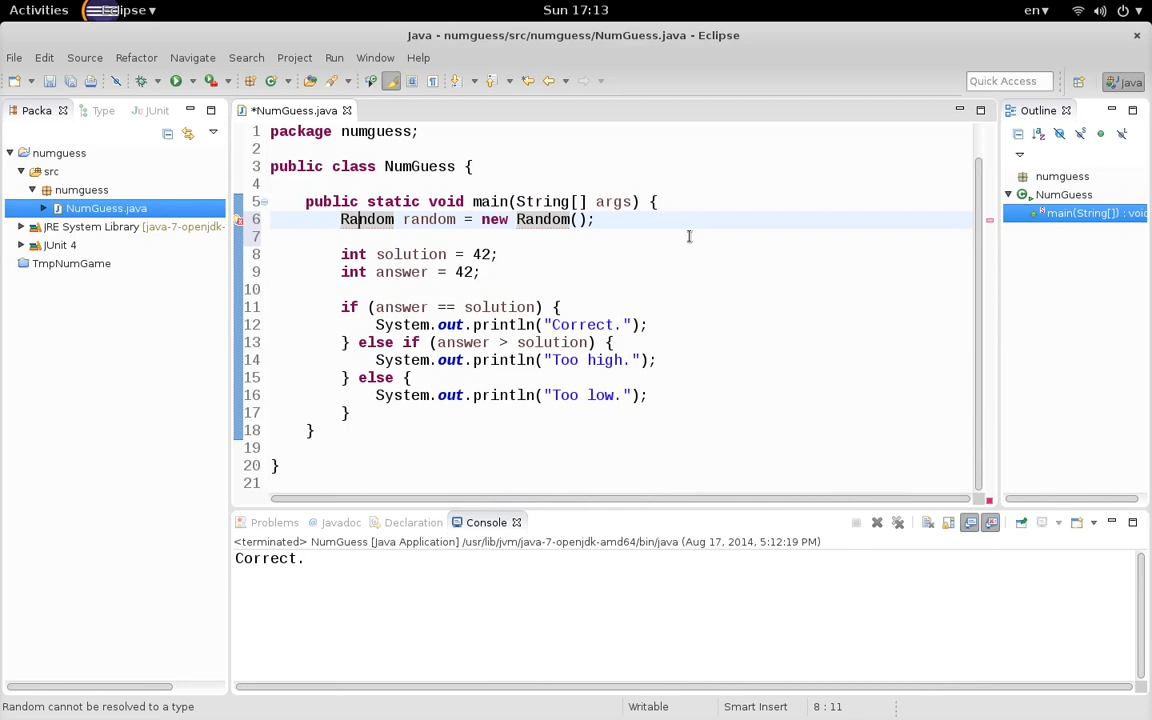 Activities Eclipse ▾ Sun 17:13 en ▾
Java - numguess/src/numguess/NumGuess.java - Eclipse
File Edit Source Refactor Navigate Search Project Run Window Help
Quick Access Java
Packa Type JUnit
*NumGuess.java
Outline
numguess
src
numguess
NumGuess.java
JRE System Library [java-7-openjdk-
JUnit 4
TmpNumGame
1 package numguess;
2
3 public class NumGuess {
4
5 public static void main(String[] args) {
6 Random random = new Random();
7
8 int solution = 42;
9 int answer = 42;
10
11 if (answer == solution) {
12 System.out.println("Correct.");
13 } else if (answer > solution) {
14 System.out.println("Too high.");
15 } else {
16 System.out.println("Too low.");
17 }
18 }
19
20 }
21
numguess
NumGuess
main(String[]) : void
Problems Javadoc Declaration Console
<terminated> NumGuess [Java Application] /usr/lib/jvm/java-7-openjdk-amd64/bin/java (Aug 17, 2014, 5:12:19 PM)
Correct.
Random cannot be resolved to a type Writable Smart Insert 8 : 11